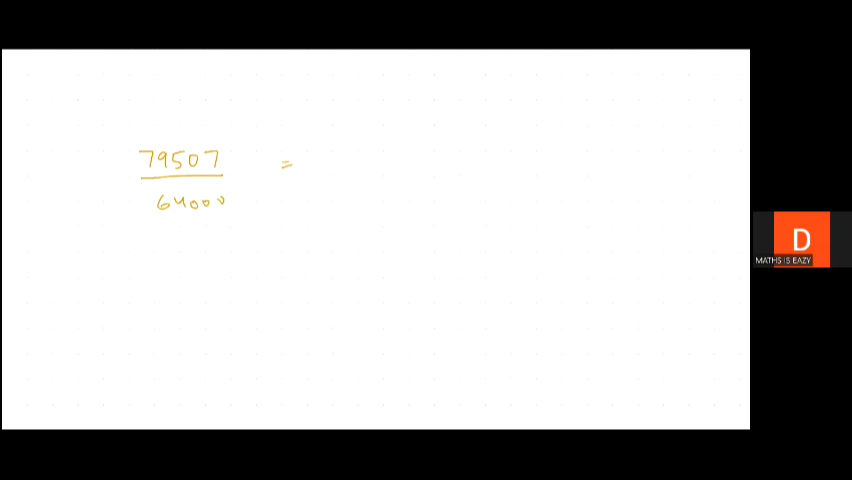 79507 =
64000
D
MATHS IS EAZY